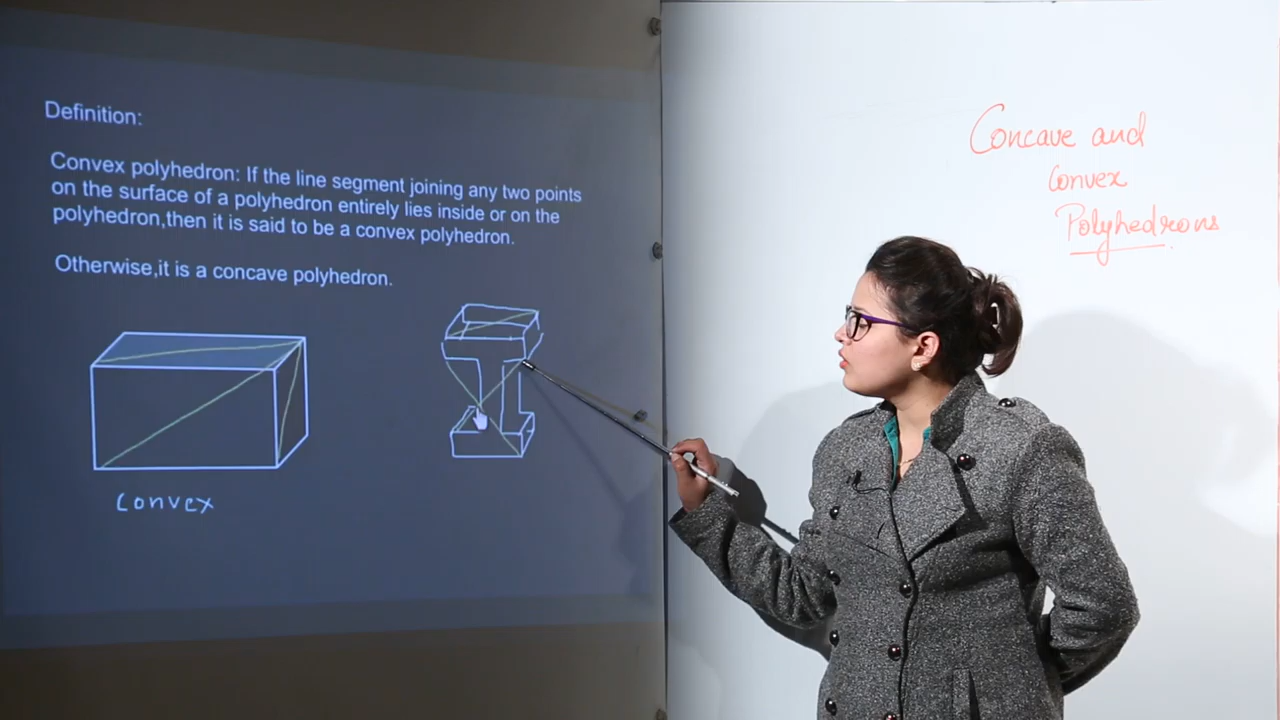 Definition:
Convex polyhedron: If the line segment joining any two points
on the surface of a polyhedron entirely lies inside or on the
polyhedron,then it is said to be a convex polyhedron.
Otherwise,it is a concave polyhedron.
Convex
Concave and
Convex
Polyhedrons.